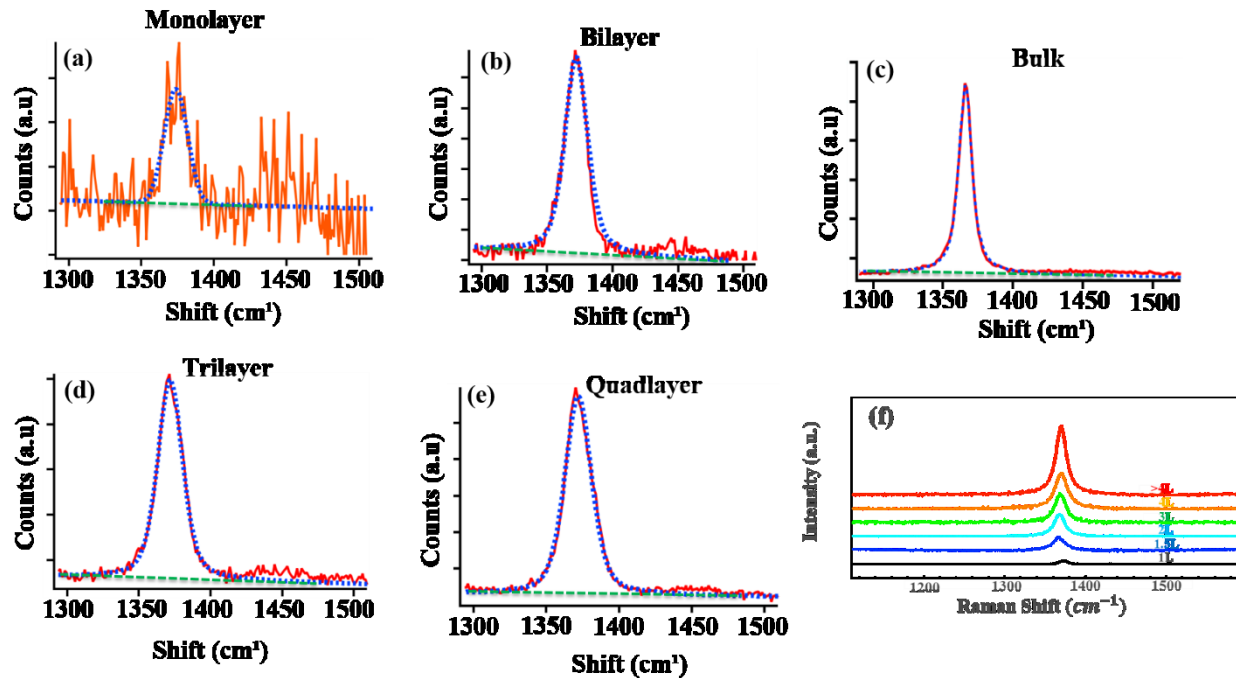 Monolayer
(a)
Counts (a.u)
1300 1350 1400 1450 1500
Shift (cm¹)
Bilayer
(b)
Counts (a.u)
1300 1350 1400 1450 1500
Shift (cm¹)
Bulk
(c)
Counts (a.u)
1300 1350 1400 1450 1500
Shift (cm¹)
Trilayer
(d)
Counts (a.u)
1300 1350 1400 1450 1500
Shift (cm¹)
Quadlayer
(e)
Counts (a.u)
1300 1350 1400 1450 1500
Shift (cm¹)
(f)
Intensity (a.u.)
1.5L
1200 1300 1400 1500
Raman Shift (cm⁻¹)